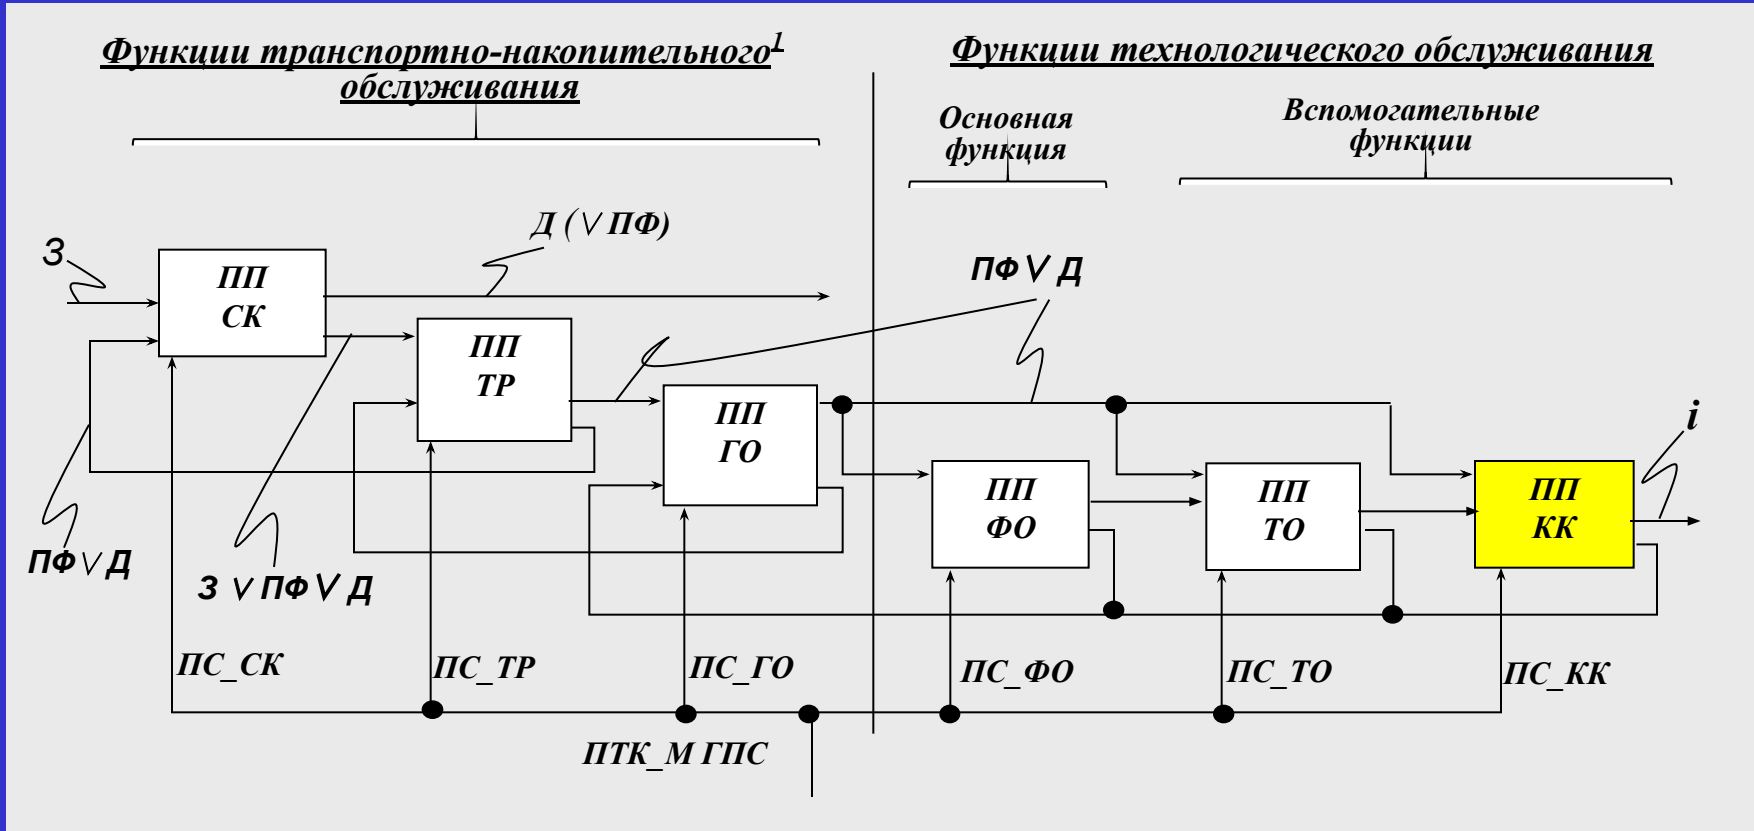 Функции транспортно-накопительного1
обслуживания
Функции технологического обслуживания
Основная
функция
Вспомогательные
функции
З
ПП
СК
Д (∨ ПФ)
ПФ ∨ Д
ПП
ТР
ПП
ГО
i
ПП
ФО
ПП
ТО
ПП
КК
ПФ ∨ Д
З ∨ ПФ ∨ Д
ПС_СК
ПС_ТР
ПС_ГО
ПС_ФО
ПС_ТО
ПС_КК
ПТК_М ГПС